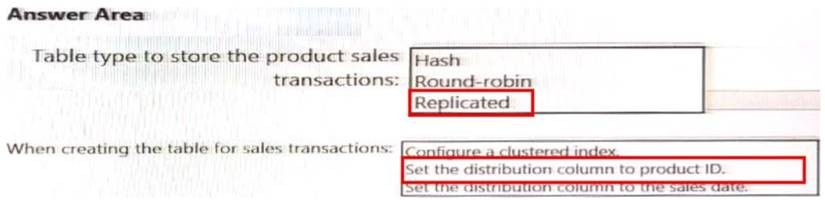 Answer Area
Table type to store the product sales transactions:
Hash
Round-robin
Replicated
When creating the table for sales transactions:
Configure a clustered index.
Set the distribution column to product ID.
Set the distribution column to the sales date.